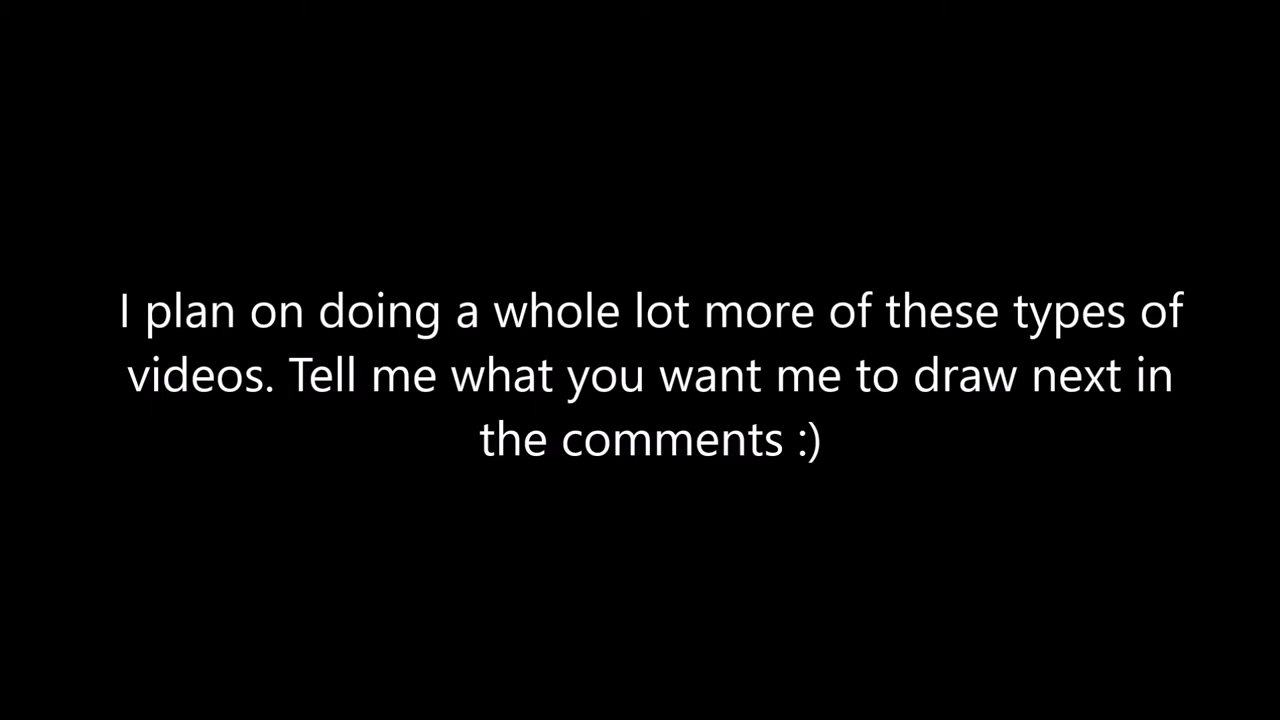 I plan on doing a whole lot more of these types of
videos. Tell me what you want me to draw next in
the comments :)